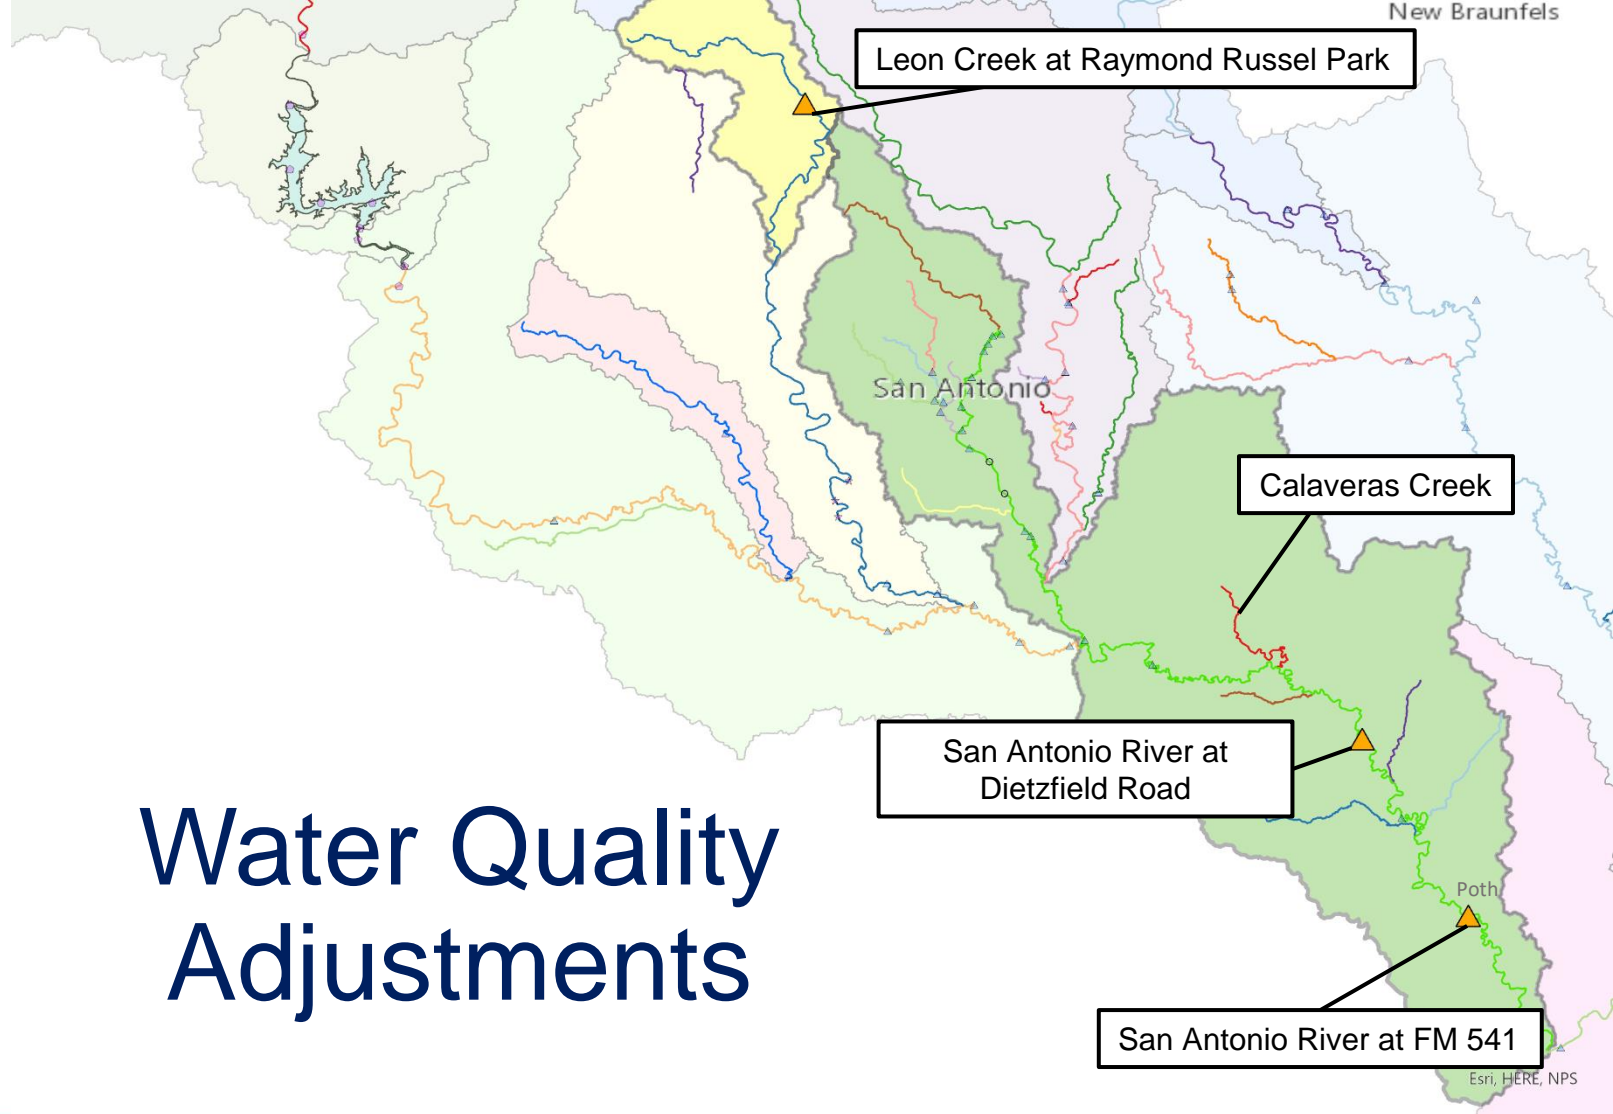 New Braunfels
Leon Creek at Raymond Russel Park
San Antonio
Calaveras Creek
San Antonio River at
Dietzfield Road
Water Quality
Adjustments
Poth
San Antonio River at FM 541
Esri, HERE, NPS